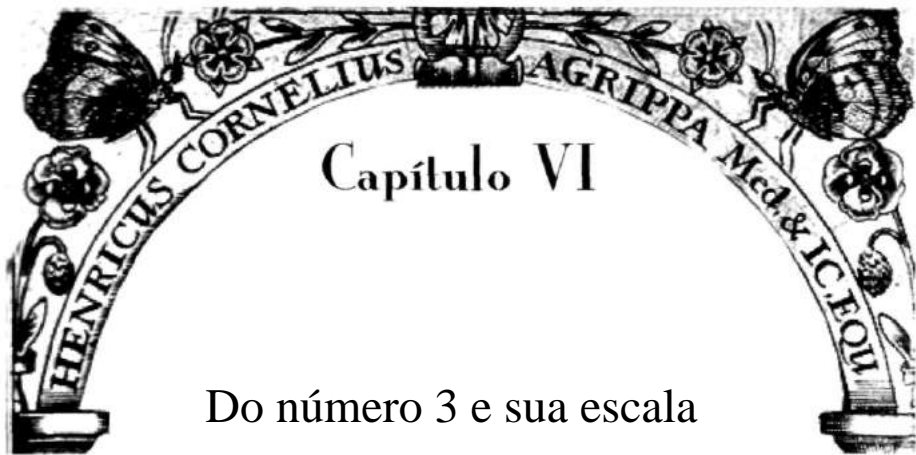 HENRICUS CORNELIUS AGRIPPA Med, & IC, EQU
Capítulo VI
Do número 3 e sua escala